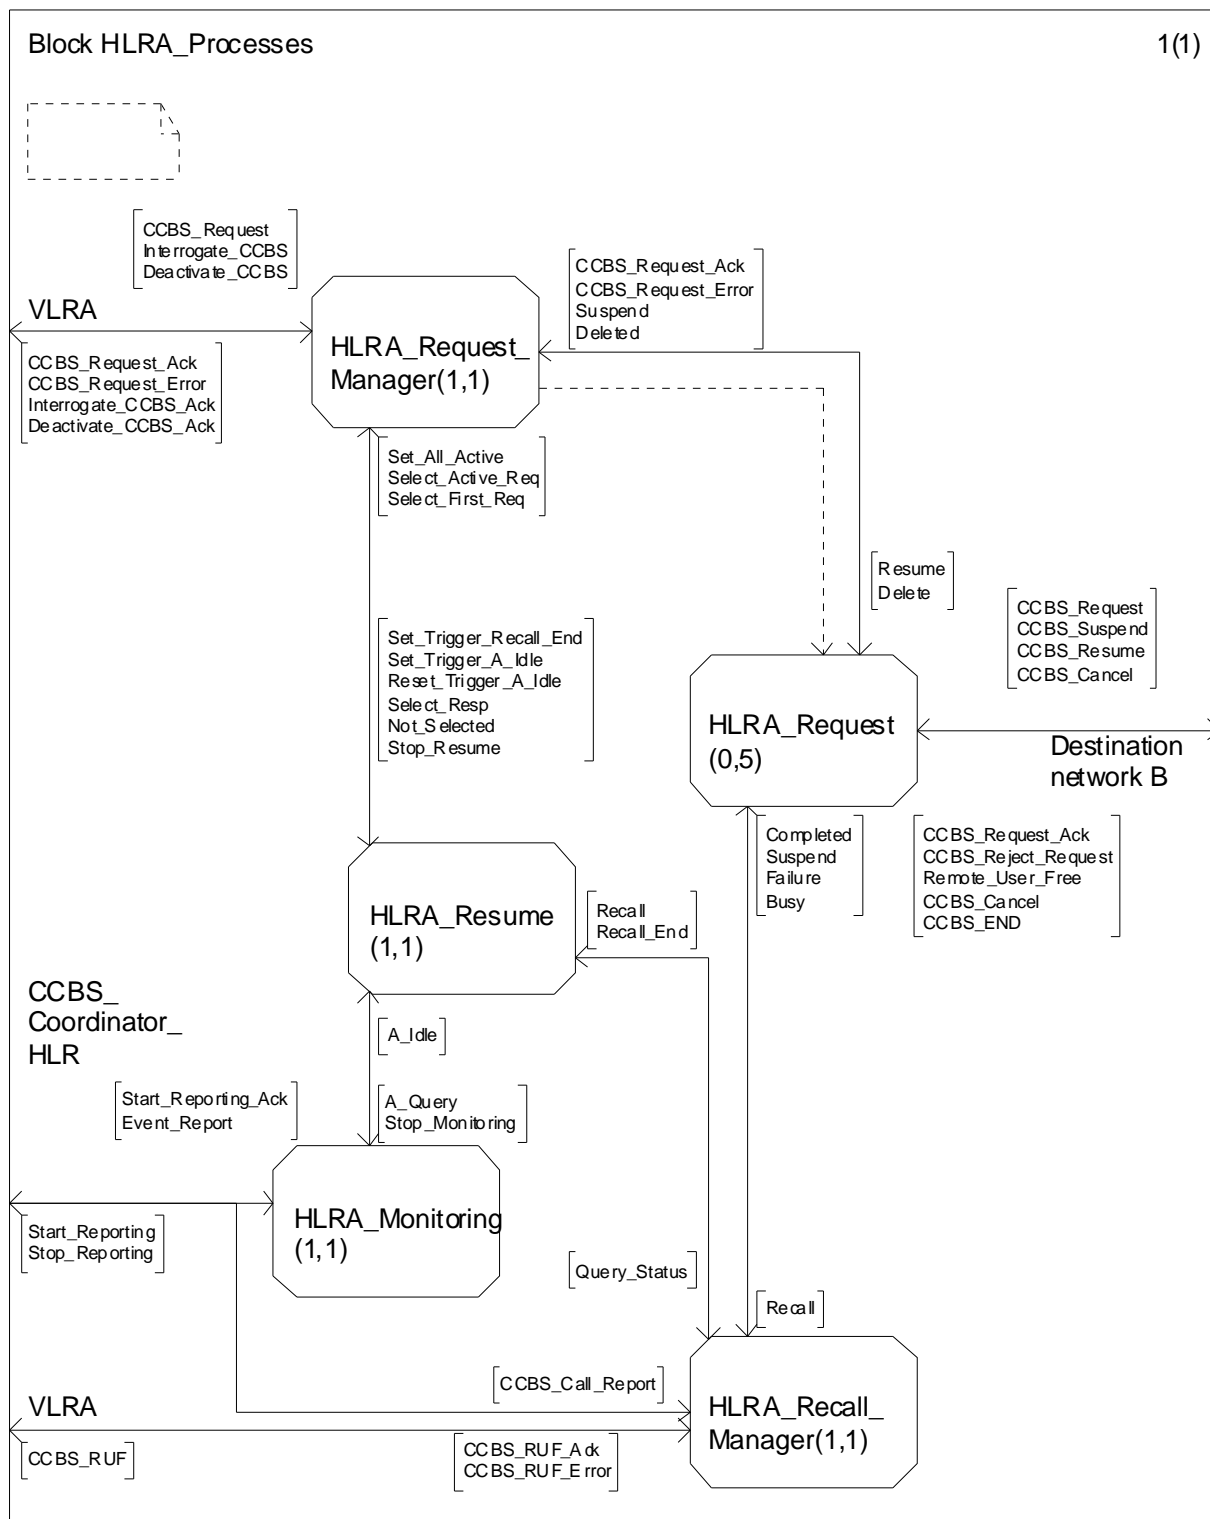 Block HLRA_Processes
1(1)
CCBS_Request
Interrogate_CCBS
Deactivate_CCBS
CCBS_Request_Ack
CCBS_Request_Error
Suspend
Deleted
VLRA
HLRA_Request_
Manager(1,1)
CCBS_Request_Ack
CCBS_Request_Error
Interrogate_CCBS_Ack
Deactivate_CCBS_Ack
Set_All_Active
Select_Active_Req
Select_First_Req
Resume
Delete
CCBS_Request
CCBS_Suspend
CCBS_Resume
CCBS_Cancel
Set_Trigger_Recall_End
Set_Trigger_A_Idle
Reset_Trigger_A_Idle
Select_Resp
Not_Selected
Stop_Resume
HLRA_Request
(0,5)
Destination
network B
Completed
Suspend
Failure
Busy
CCBS_Request_Ack
CCBS_Reject_Request
Remote_User_Free
CCBS_Cancel
CCBS_END
HLRA_Resume
(1,1)
Recall
Recall_End
CCBS_
Coordinator_
HLR
A_Idle
Start_Reporting_Ack
Event_Report
A_Query
Stop_Monitoring
HLRA_Monitoring
(1,1)
Start_Reporting
Stop_Reporting
Query_Status
Recall
CCBS_Call_Report
VLRA
HLRA_Recall_
Manager(1,1)
CCBS_RUF
CCBS_RUF_Ack
CCBS_RUF_Error